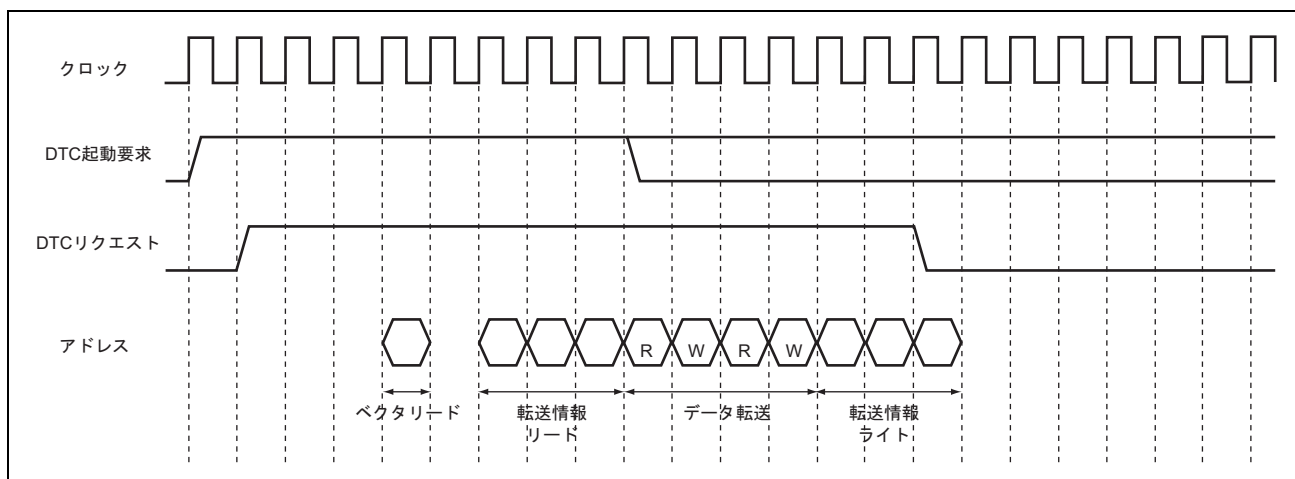 クロック
DTC起動要求
DTCリクエスト
アドレス
R W R W
ベクタリード
転送情報
リード
データ転送
転送情報
ライト